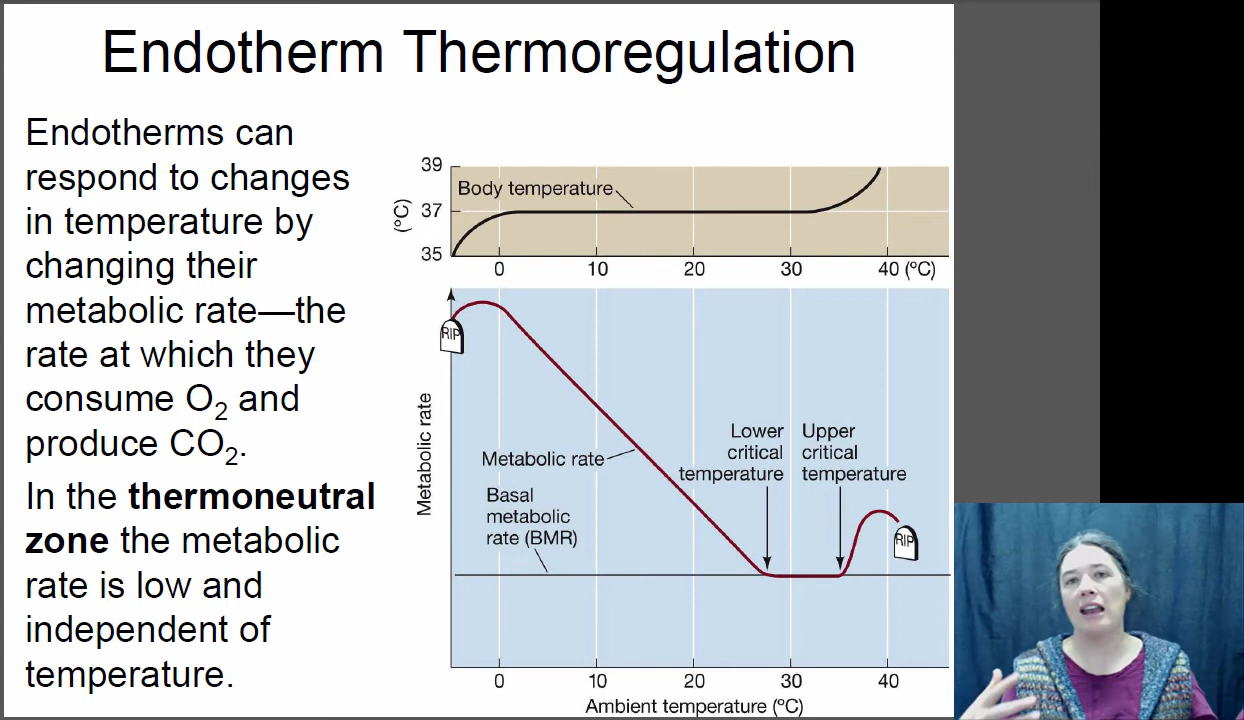 Endotherm Thermoregulation
Endotherms can
respond to changes
in temperature by
changing their
metabolic rate—the
rate at which they
consume O₂ and
produce CO₂.
In the thermoneutral
zone the metabolic
rate is low and
independent of
temperature.
39
37
35
(ºC)
Body temperature
0 10 20 30 40 (ºC)
RIP
Metabolic rate
Metabolic rate
Basal
metabolic
rate (BMR)
Lower
critical
temperature
Upper
critical
temperature
RIP
0 10 20 30 40
Ambient temperature (ºC)